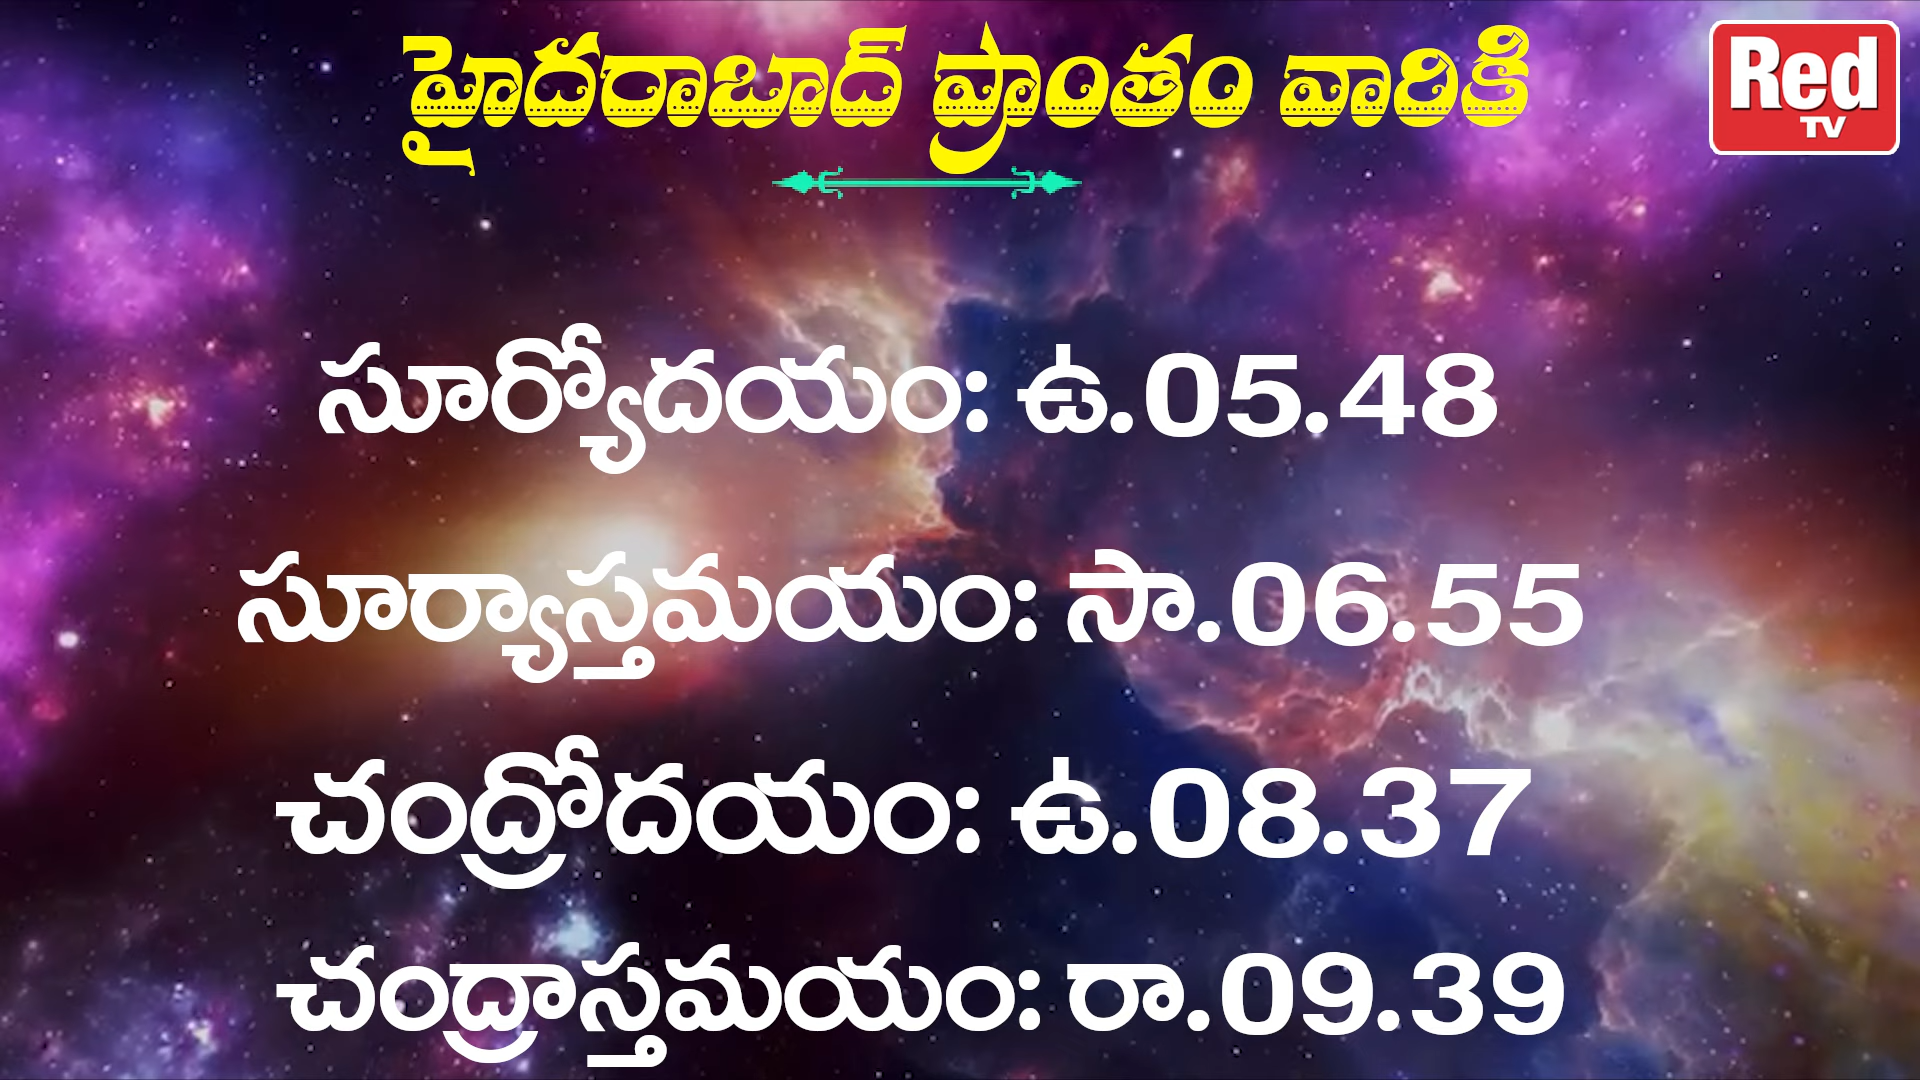 హైదరాబాద్ ప్రాంతం వారికి
Red
TV
సూర్యోదయం: ఉ.05.48
సూర్యాస్తమయం: సా.06.55
చంద్రోదయం: ఉ.08.37
చంద్రాస్తమయం: రా.09.39